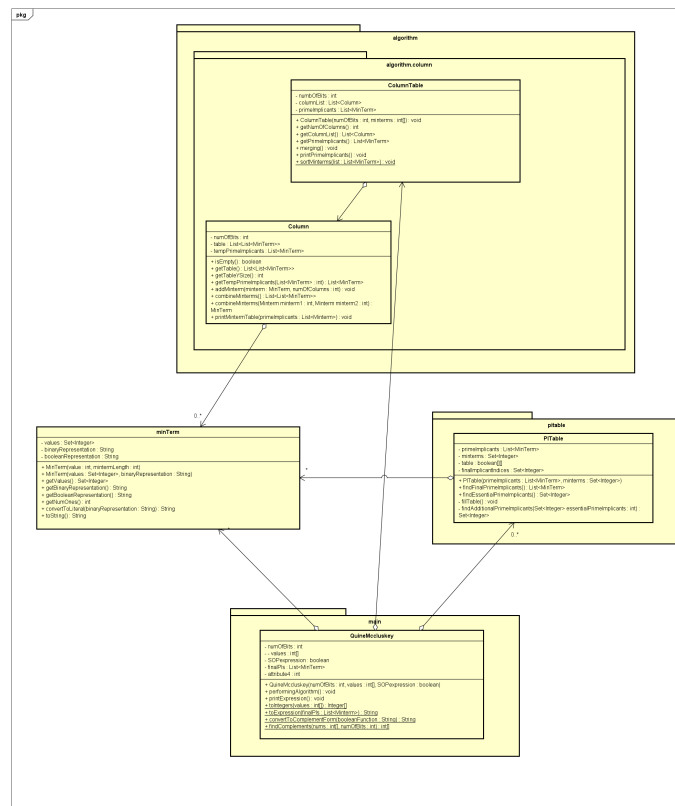 pkg
algorithm
algorithm.column
ColumnTable
- numbOfBits : int
- columnList : List<Column>
- primeImplicants : List<MinTerm>
+ ColumnTable(numOfBits : int, minterms : int[]) : void
+ getNumOfColumns() : int
+ getColumnList() : List<Column>
+ getPrimeImplicants() : List<MinTerm>
+ merging() : void
+ printPrimeImplicants() : void
+ sortMinterms(list : List<MinTerm>) : void
Column
- numOfBits : int
- table : List<List<MinTerm>>
- tempPrimeImplicants : List<MinTerm>
+ isEmpty() : boolean
+ getTable() : List<List<MinTerm>>
+ getTableYSize() : int
+ getTempPrimeImplicants(List<MinTerm> : int) : List<MinTerm>
+ addMinterm(minterm : MinTerm, numOfColumns : int) : void
+ combineMinterms() : List<List<MinTerm>>
+ combineMinterms(Minterm minterm1 : int, Minterm minterm2 : int) :
MinTerm
+ printMintermTable(primeImplicants : List<Minterm>) : void
0..*
minTerm
- values : Set<Integer>
- binaryRepresentation : String
- booleanRepresentation : String
+ MinTerm(value : int, mintermLength : int)
+ MinTerm(values : Set<Integer>, binaryRepresentation : String)
+ getValues() : Set<Integer>
+ getBinaryRepresentation() : String
+ getBooleanRepresentation() : String
+ getNumOnes() : int
+ convertToLiteral(binaryRepresentation : String) : String
+ toString() : String
*
*
pitable
PITable
- primeImplicants : List<MinTerm>
- minterms : Set<Integer>
- table : boolean[][]
- finalImplicantIndices : Set<Integer>
+ PITable(primeImplicants : List<MinTerm>, minterms : Set<Integer>)
+ findFinalPrimeImplicants() : List<MinTerm>
+ findEssentialPrimeImplicants() : Set<Integer>
- fillTable() : void
- findAdditionalPrimeImplicants(Set<Integer> essentialPrimeImplicants : int) :
Set<Integer>
0..*
main
QuineMccluskey
- numOfBits : int
- - values : int[]
- SOPexpression : boolean
- finalPIs : List<MinTerm>
- attribute4 : int
+ QuineMccluskey(numOfBits : int, values : int[], SOPexpression : boolean)
+ performingAlgorithm() : void
+ printExpression() : void
+ toIntegers(values : int[]) : Integer[]
+ toExpression(finalPIs : List<Minterm>) : String
+ convertToComplementForm(booleanFunction : String) : String
+ findComplements(nums : int[], numOfBits : int) : int[]